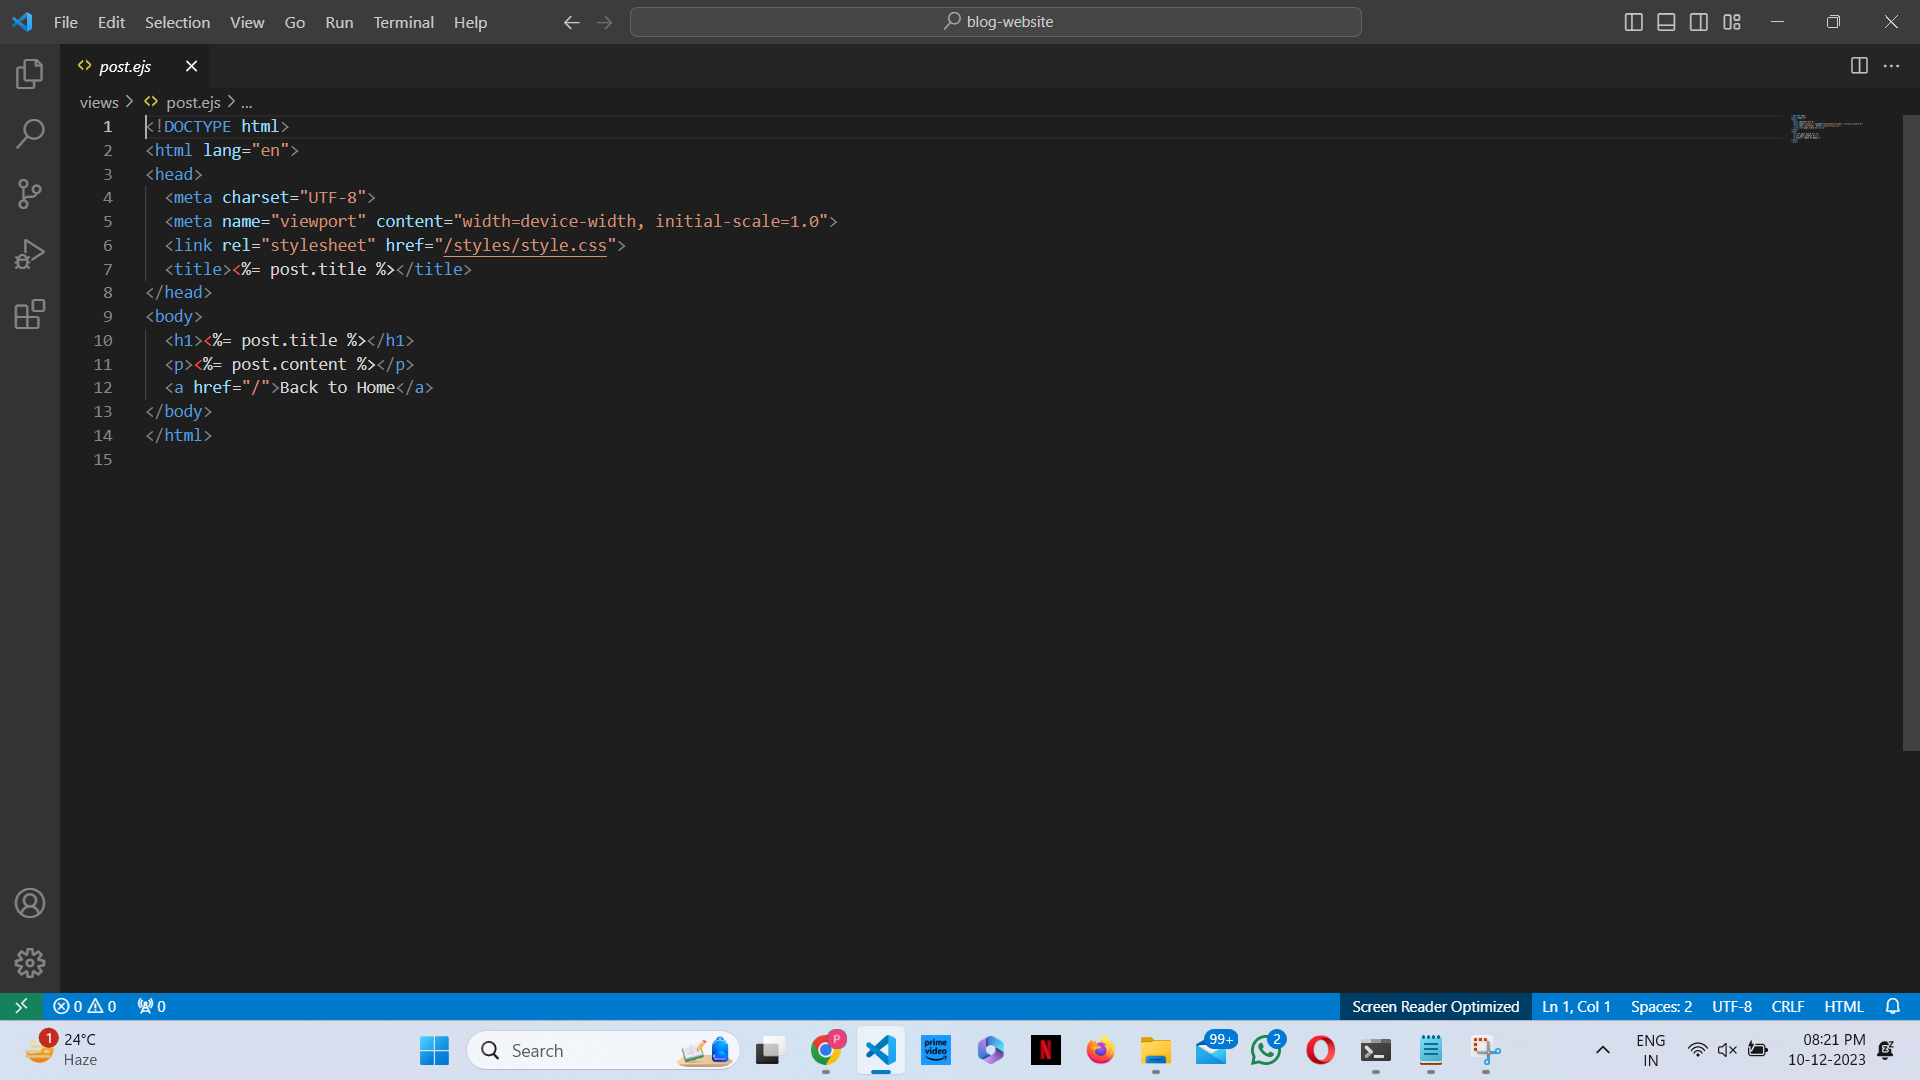 File Edit Selection View Go Run Terminal Help
blog-website
post.ejs
views > post.ejs > ...
1 <!DOCTYPE html>
2 <html lang="en">
3 <head>
4 <meta charset="UTF-8">
5 <meta name="viewport" content="width=device-width, initial-scale=1.0">
6 <link rel="stylesheet" href="/styles/style.css">
7 <title><%= post.title %></title>
8 </head>
9 <body>
10 <h1><%= post.title %></h1>
11 <p><%= post.content %></p>
12 <a href="/">Back to Home</a>
13 </body>
14 </html>
15
0 0 0
Screen Reader Optimized Ln 1, Col 1 Spaces: 2 UTF-8 CRLF HTML
1
24°C
Haze
Search
P
prime video
N
99+
2
ENG
IN
08:21 PM
10-12-2023